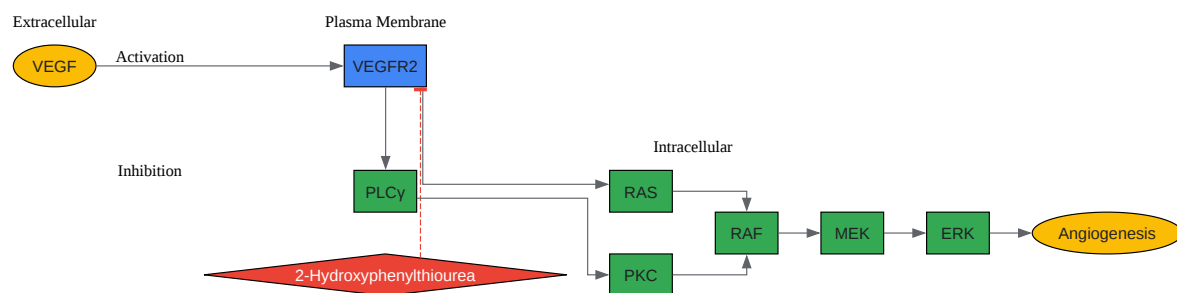 Extracellular
Plasma Membrane
VEGF
Activation
VEGFR2
Intracellular
Inhibition
PLCγ
RAS
RAF
MEK
ERK
Angiogenesis
2-Hydroxyphenylthiourea
PKC